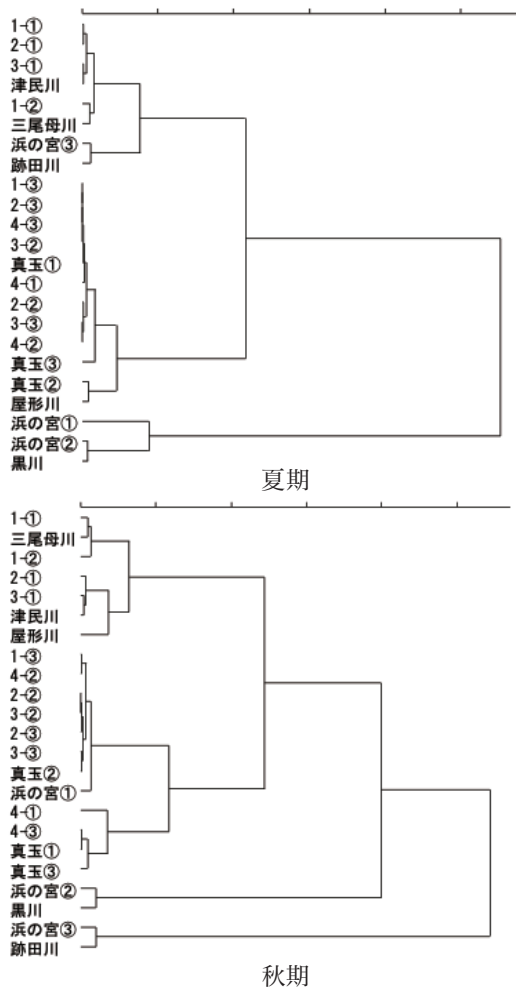 1-①
2-①
3-①
津民川
1-②
三尾母川
浜の宮③
跡田川
1-③
2-③
4-③
3-②
真玉①
4-①
2-②
3-③
4-②
真玉③
真玉②
屋形川
浜の宮①
浜の宮②
黒川
夏期
1-①
三尾母川
1-②
2-①
3-①
津民川
屋形川
1-③
4-②
2-②
3-②
2-③
3-③
真玉②
浜の宮①
4-①
4-③
真玉①
真玉③
浜の宮②
黒川
浜の宮③
跡田川
秋期